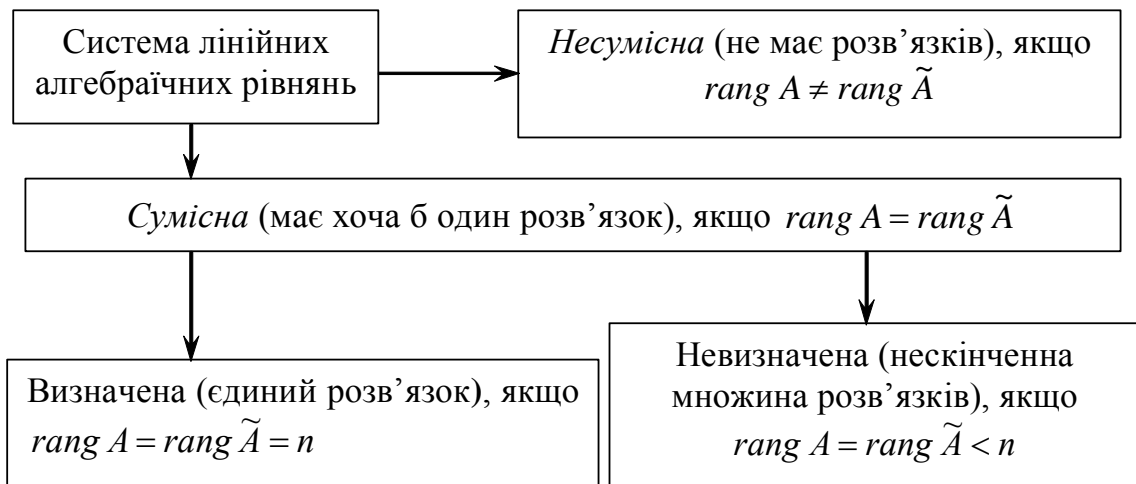 Система лінійних
алгебраїчних рівнянь
Несумісна (не має розв’язків), якщо
rang A ≠ rang Ã
Сумісна (має хоча б один розв’язок), якщо rang A = rang Ã
Визначена (єдиний розв’язок), якщо
rang A = rang Ã = n
Невизначена (нескінченна
множина розв’язків), якщо
rang A = rang Ã < n